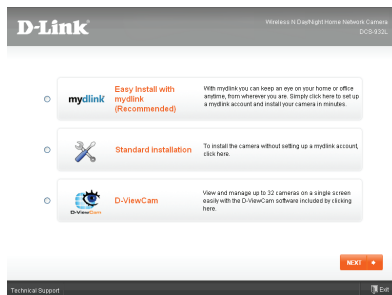 D-Link
Wireless N Day/Night Home Network Camera
DCS-932L
mydlink
Easy Install with
mydlink
(Recommended)
With mydlink you can keep an eye on your home or office
anytime, from wherever you are. Simply click here to set up
a mydlink account and install your camera in minutes.
Standard Installation
To install the camera without setting up a mydlink account,
click here.
D-ViewCam
D-ViewCam
View and manage up to 32 cameras on a single screen
easily with the D-ViewCam software included by clicking
here.
NEXT
Technical Support
Exit